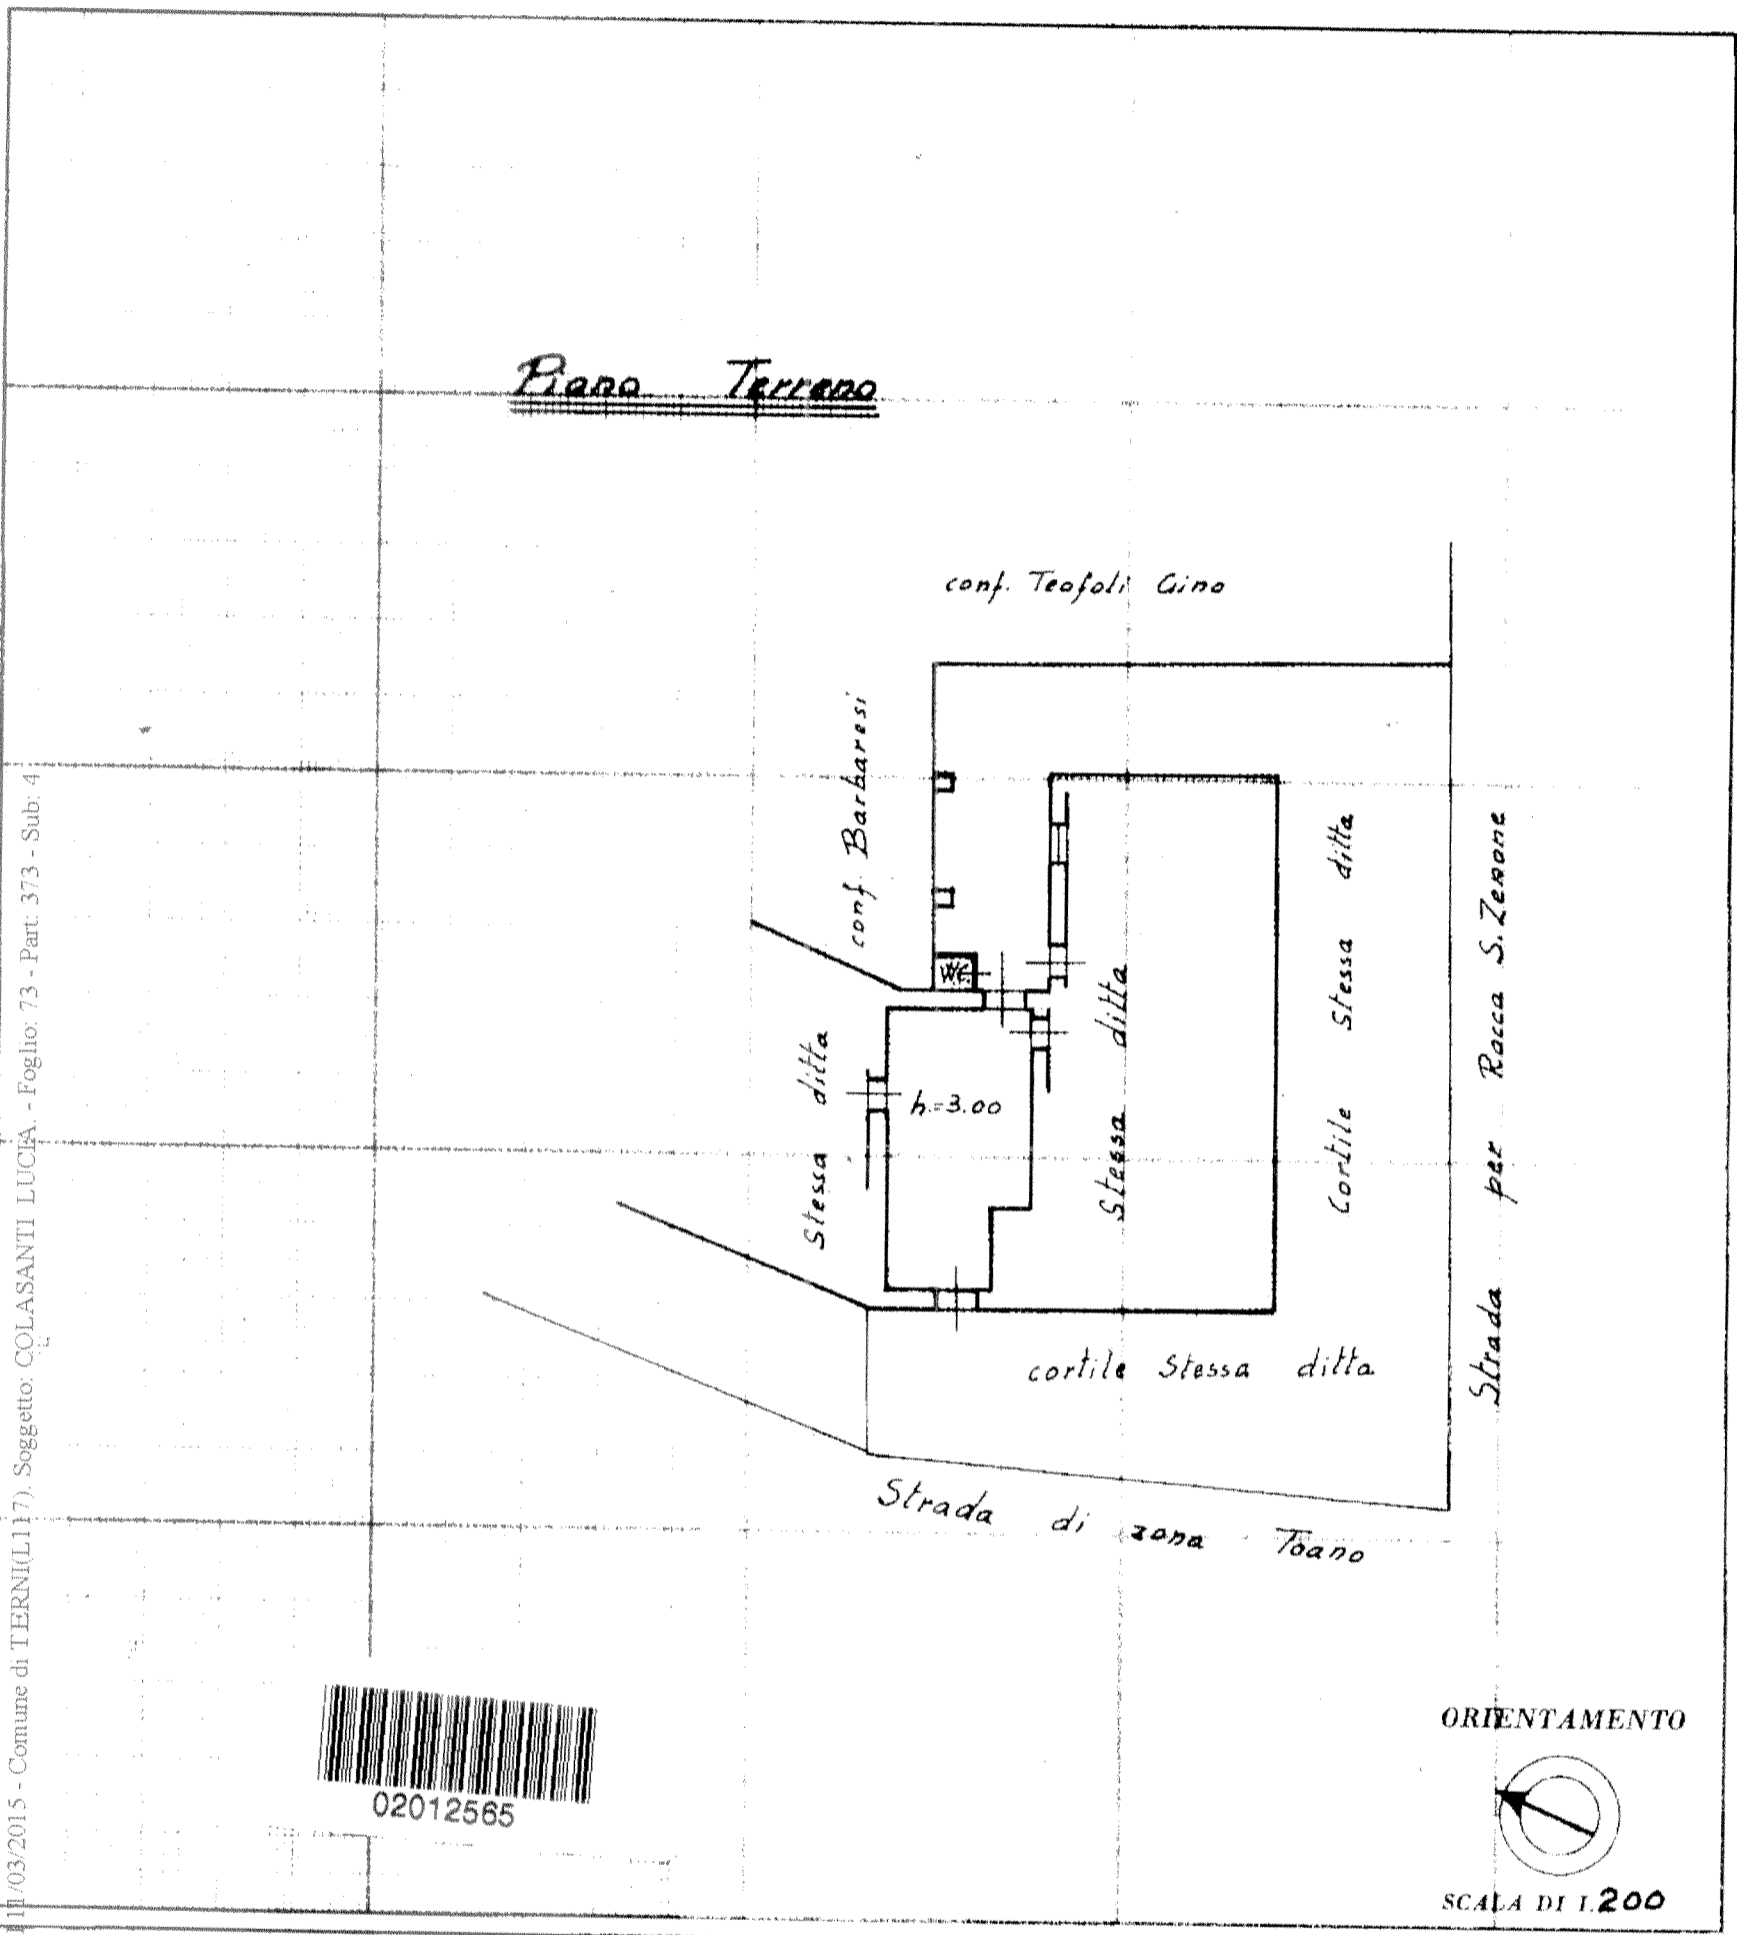 Piano Terreno
conf. Teofoli Gino
conf. Barbaresi
WC
h.=3.00
Stessa ditta
Stessa ditta
Cortile Stessa ditta
Strada per Rocca S. Zenone
cortile Stessa ditta
Strada di zona Toano
11/03/2015 - Comune di TERNI(L117). Soggetto: COLASANTI LUCIA. - Foglio: 73 - Part: 373 - Sub: 4
02012565
ORIENTAMENTO
SCALA DI 1.200